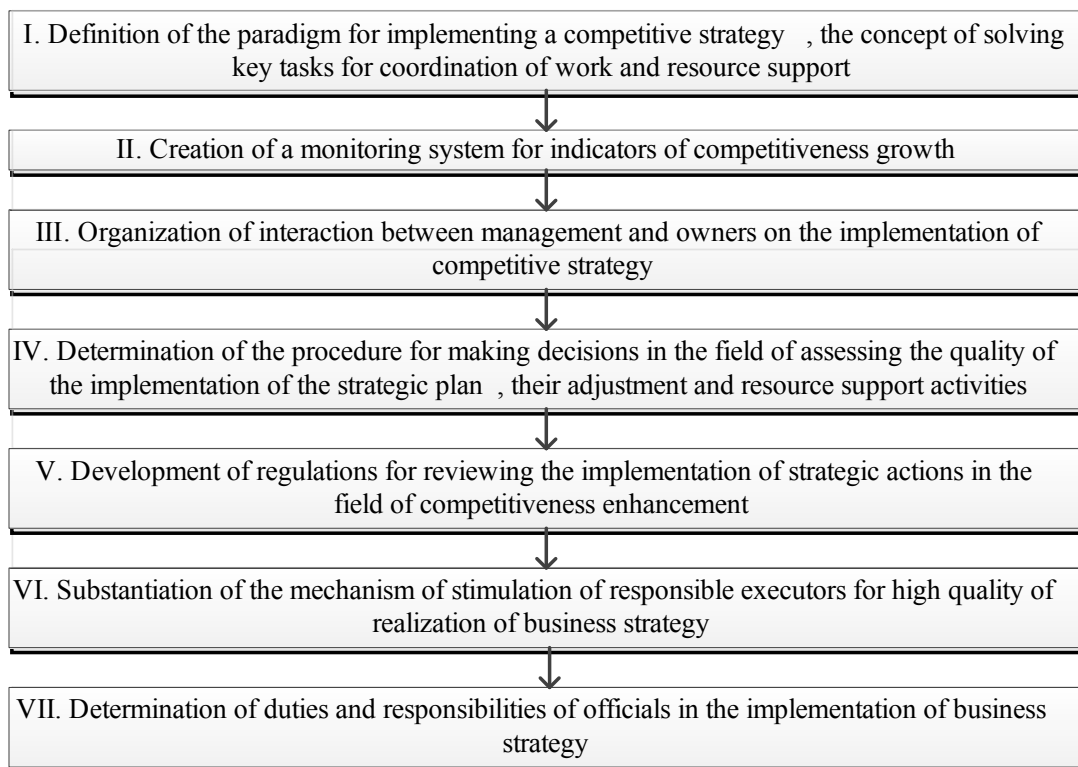 I. Definition of the paradigm for implementing a competitive strategy , the concept of solving
key tasks for coordination of work and resource support
II. Creation of a monitoring system for indicators of competitiveness growth
III. Organization of interaction between management and owners on the implementation of
competitive strategy
IV. Determination of the procedure for making decisions in the field of assessing the quality of
the implementation of the strategic plan , their adjustment and resource support activities
V. Development of regulations for reviewing the implementation of strategic actions in the
field of competitiveness enhancement
VI. Substantiation of the mechanism of stimulation of responsible executors for high quality of
realization of business strategy
VII. Determination of duties and responsibilities of officials in the implementation of business
strategy